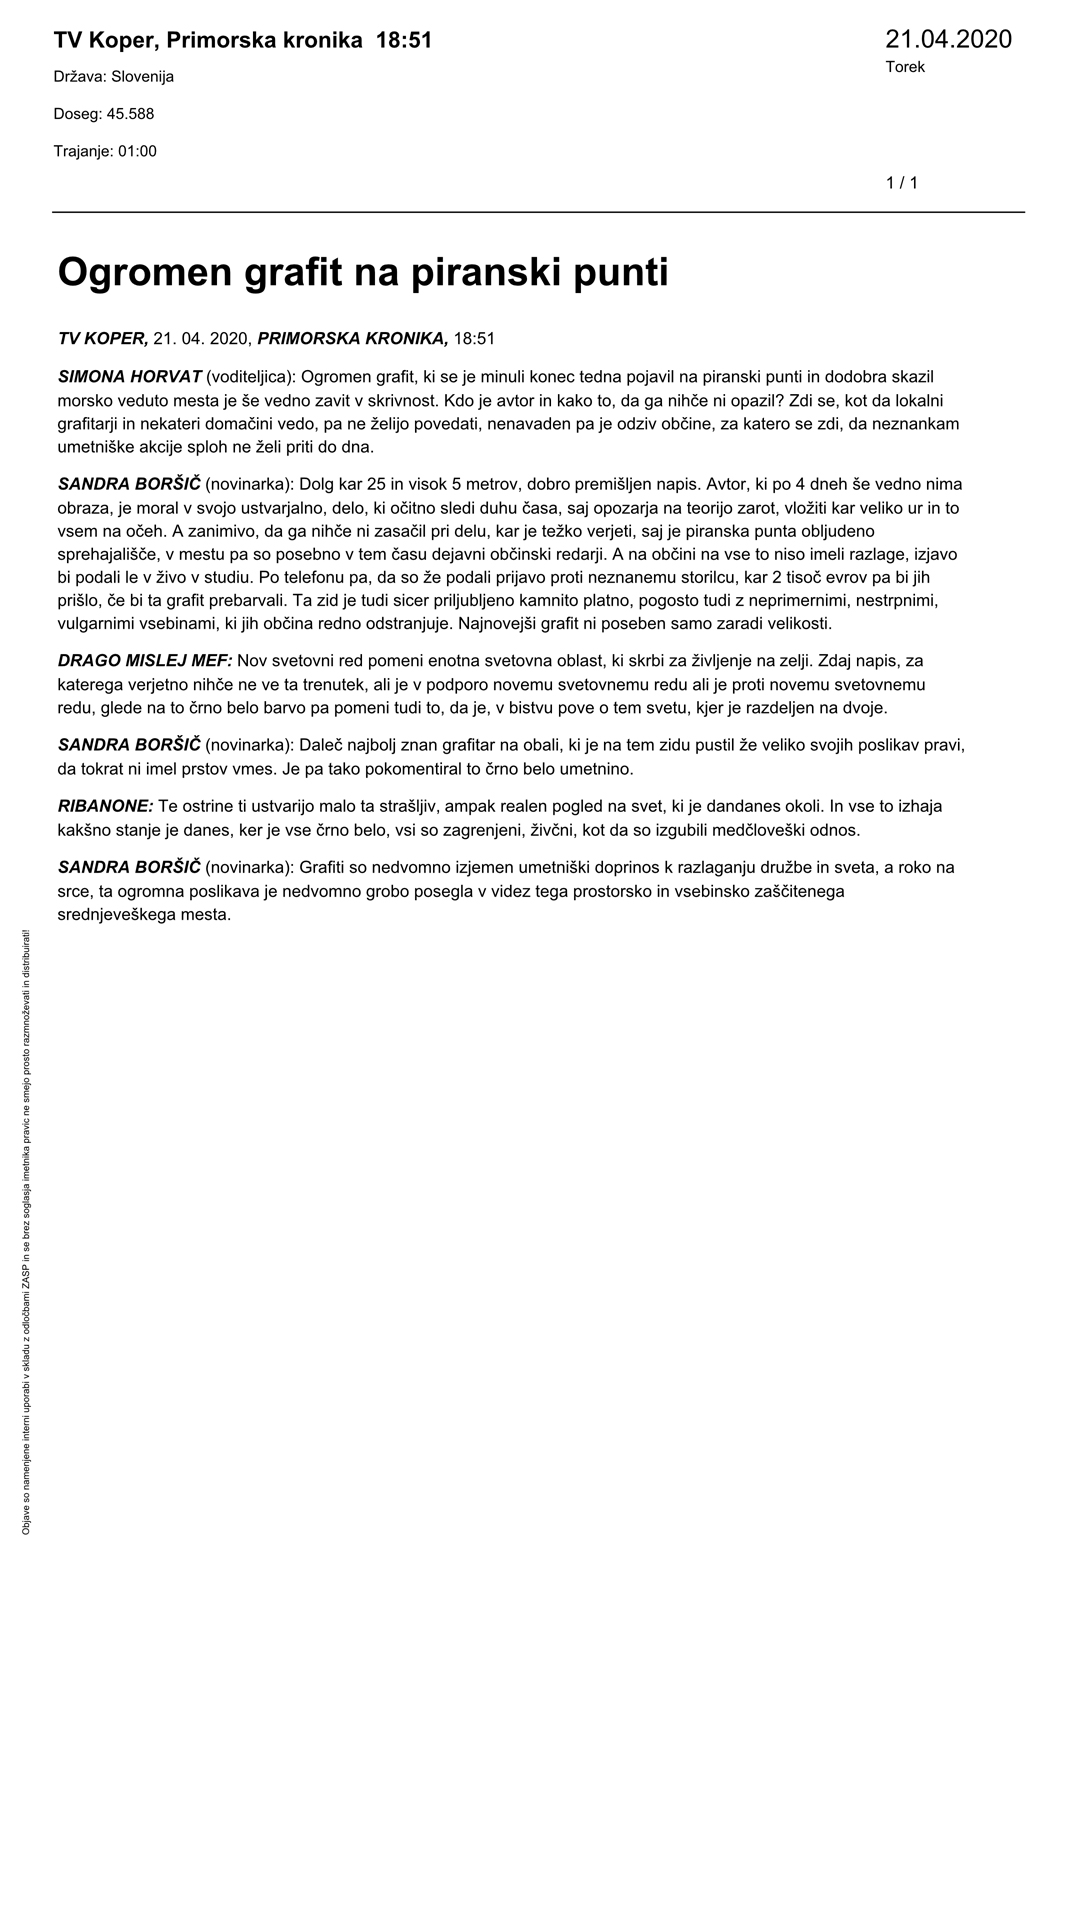 TV Koper, Primorska kronika  18:51
21.04.2020
Država: Slovenija
Torek
Doseg: 45.588
Trajanje: 01:00
1 / 1
Ogromen grafit na piranski punti
TV KOPER, 21. 04. 2020, PRIMORSKA KRONIKA, 18:51
SIMONA HORVAT (voditeljica): Ogromen grafit, ki se je minuli konec tedna pojavil na piranski punti in dodobra skazil
morsko veduto mesta je še vedno zavit v skrivnost. Kdo je avtor in kako to, da ga nihče ni opazil? Zdi se, kot da lokalni
grafitarji in nekateri domačini vedo, pa ne želijo povedati, nenavaden pa je odziv občine, za katero se zdi, da neznankam
umetniške akcije sploh ne želi priti do dna.
SANDRA BORŠIČ (novinarka): Dolg kar 25 in visok 5 metrov, dobro premišljen napis. Avtor, ki po 4 dneh še vedno nima
obraza, je moral v svojo ustvarjalno, delo, ki očitno sledi duhu časa, saj opozarja na teorijo zarot, vložiti kar veliko ur in to
vsem na očeh. A zanimivo, da ga nihče ni zasačil pri delu, kar je težko verjeti, saj je piranska punta obljudeno
sprehajališče, v mestu pa so posebno v tem času dejavni občinski redarji. A na občini na vse to niso imeli razlage, izjavo
bi podali le v živo v studiu. Po telefonu pa, da so že podali prijavo proti neznanemu storilcu, kar 2 tisoč evrov pa bi jih
prišlo, če bi ta grafit prebarvali. Ta zid je tudi sicer priljubljeno kamnito platno, pogosto tudi z neprimernimi, nestrpnimi,
vulgarnimi vsebinami, ki jih občina redno odstranjuje. Najnovejši grafit ni poseben samo zaradi velikosti.
DRAGO MISLEJ MEF: Nov svetovni red pomeni enotna svetovna oblast, ki skrbi za življenje na zelji. Zdaj napis, za
katerega verjetno nihče ne ve ta trenutek, ali je v podporo novemu svetovnemu redu ali je proti novemu svetovnemu
redu, glede na to črno belo barvo pa pomeni tudi to, da je, v bistvu pove o tem svetu, kjer je razdeljen na dvoje.
SANDRA BORŠIČ (novinarka): Daleč najbolj znan grafitar na obali, ki je na tem zidu pustil že veliko svojih poslikav pravi,
da tokrat ni imel prstov vmes. Je pa tako pokomentiral to črno belo umetnino.
RIBANONE: Te ostrine ti ustvarijo malo ta strašljiv, ampak realen pogled na svet, ki je dandanes okoli. In vse to izhaja
kakšno stanje je danes, ker je vse črno belo, vsi so zagrenjeni, živčni, kot da so izgubili medčloveški odnos.
SANDRA BORŠIČ (novinarka): Grafiti so nedvomno izjemen umetniški doprinos k razlaganju družbe in sveta, a roko na
srce, ta ogromna poslikava je nedvomno grobo posegla v videz tega prostorsko in vsebinsko zaščitenega
srednjeveškega mesta.
Objave so namenjene interni uporabi v skladu z odločbami ZASP in se brez soglasja imetnika pravic ne smejo prosto razmnoževati in distribuirati!